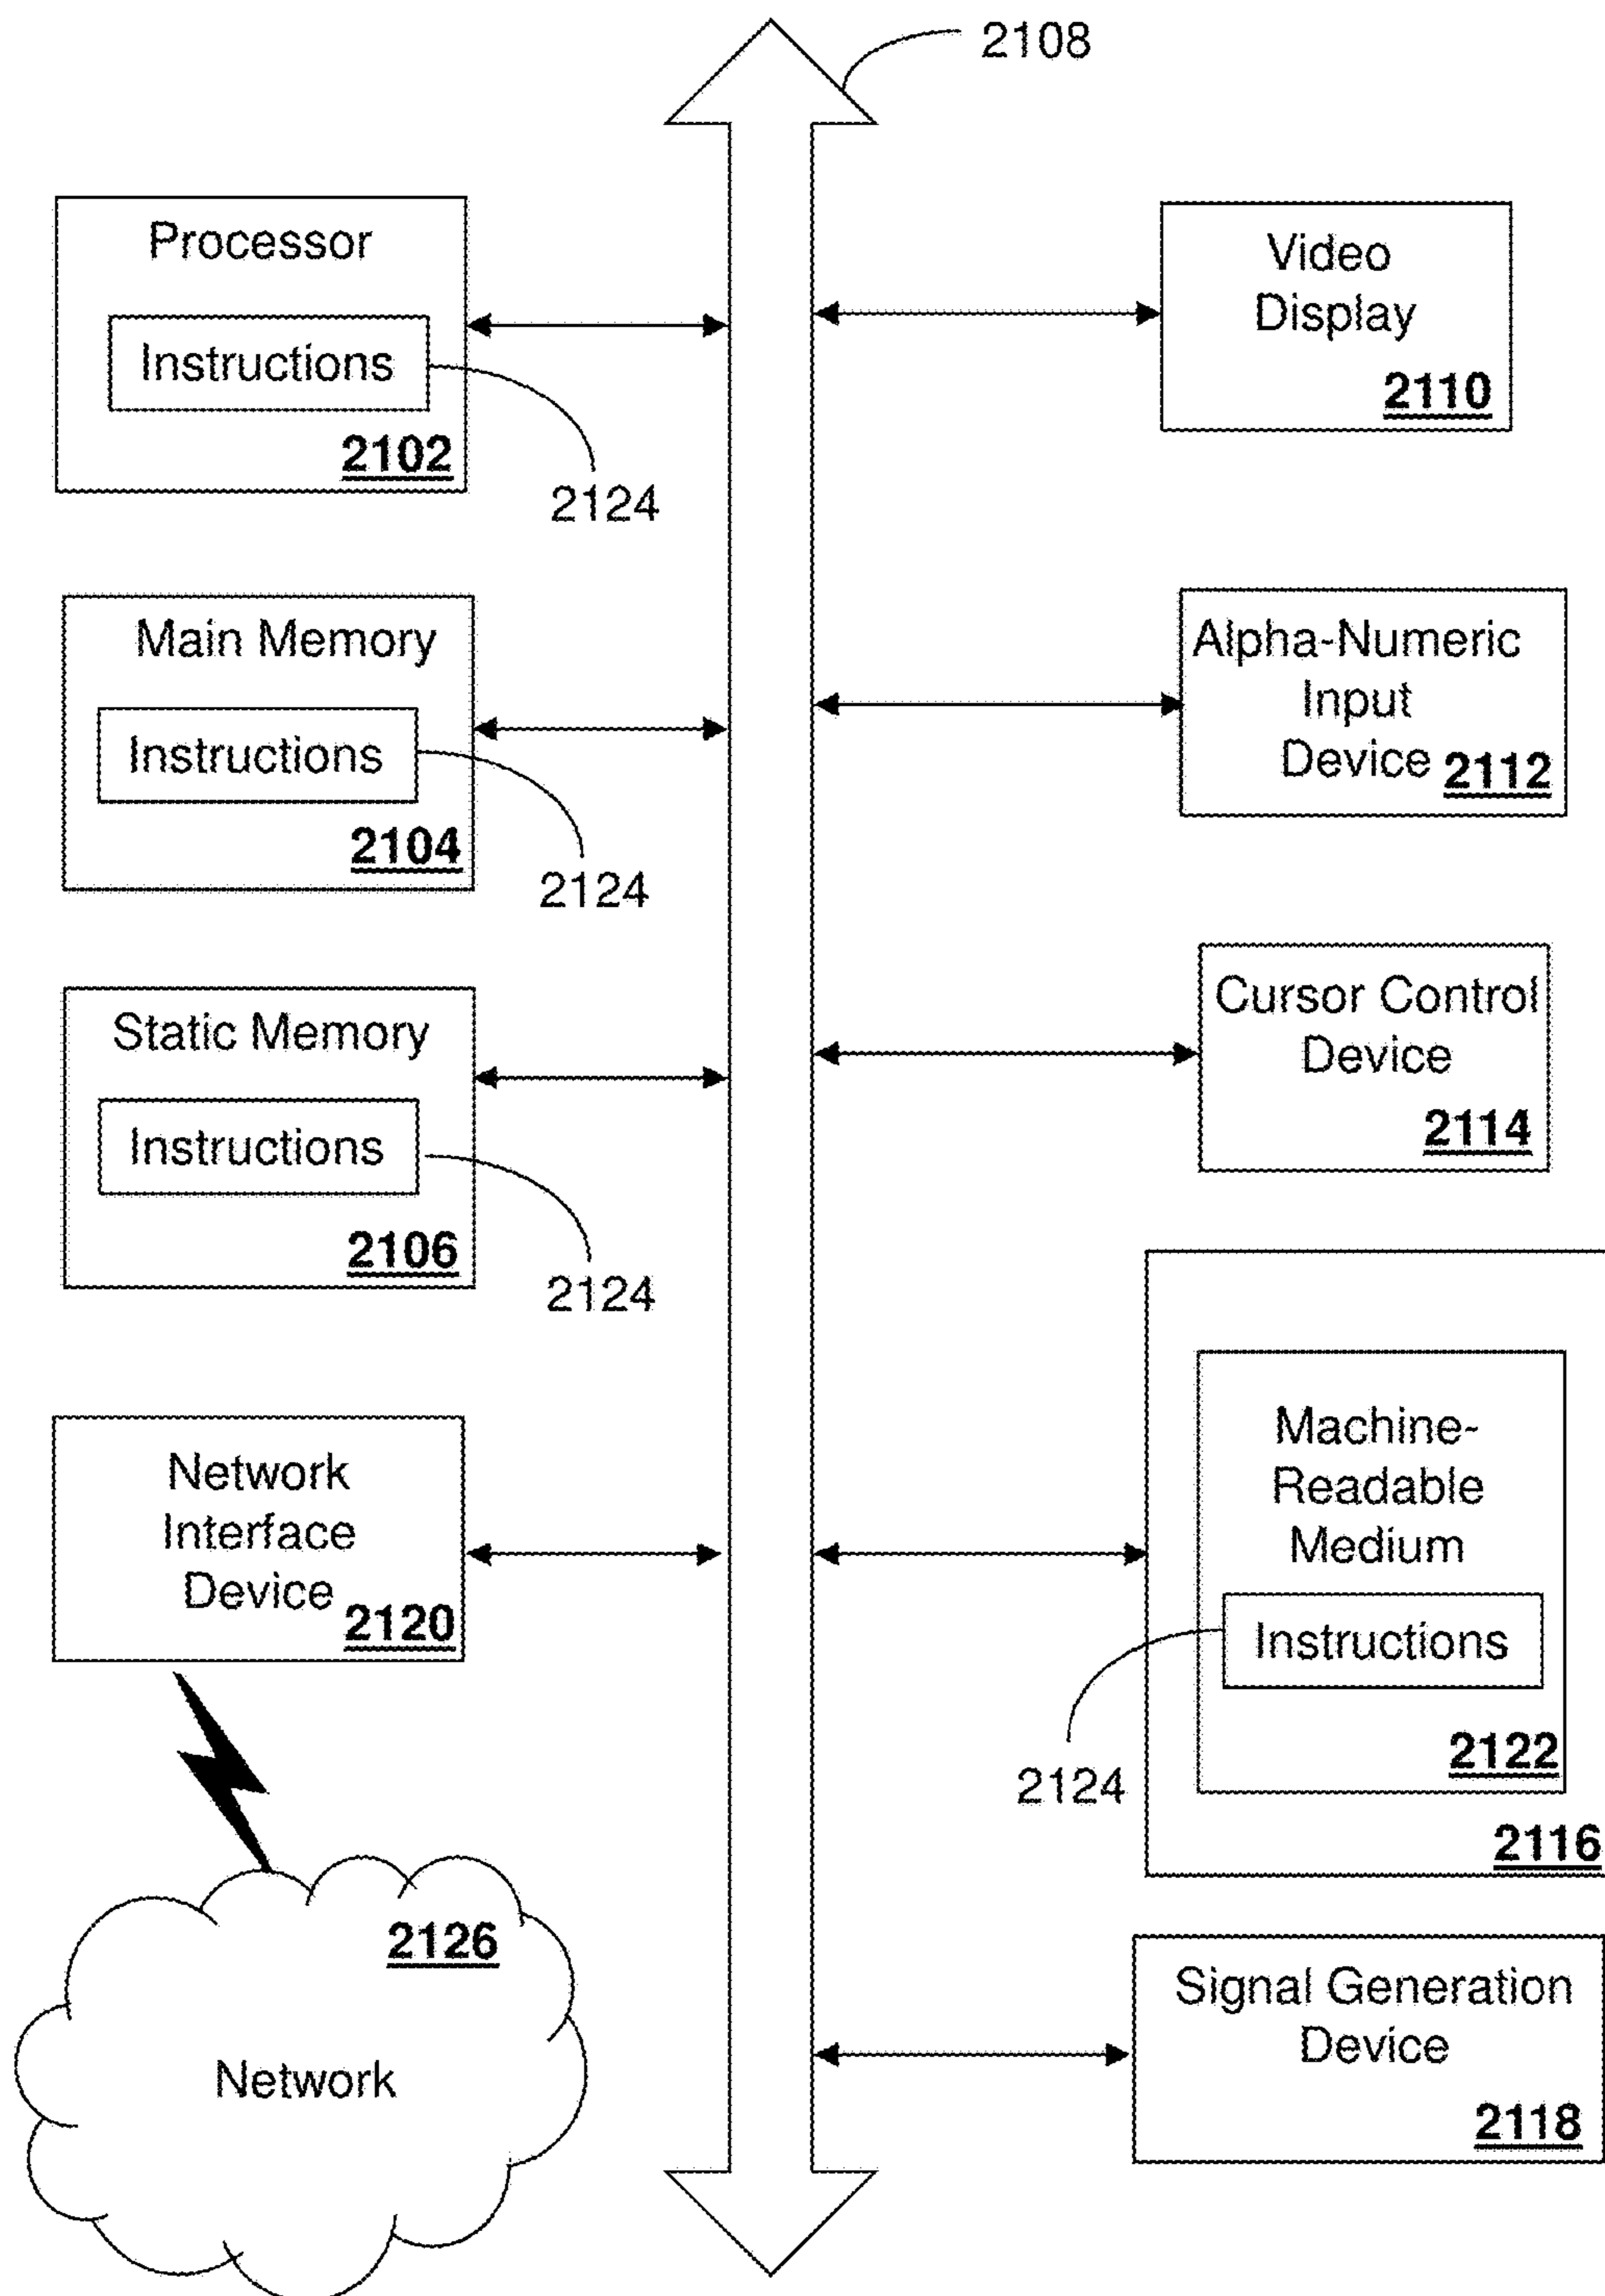 2108
Processor
Instructions
2102
2124
Main Memory
Instructions
2104
2124
Static Memory
Instructions
2106
2124
Network
Interface
Device
2120
2126
Network
Video
Display
2110
Alpha-Numeric
Input
Device 2112
Cursor Control
Device
2114
Machine-
Readable
Medium
Instructions
2122
2124
2116
Signal Generation
Device
2118